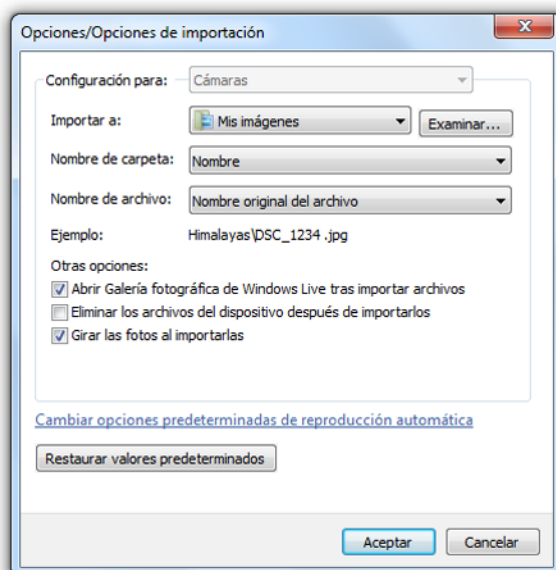 Opciones/Opciones de importación
Configuración para: Cámaras
Importar a: Mis imágenes Examinar...
Nombre de carpeta: Nombre
Nombre de archivo: Nombre original del archivo
Ejemplo: Himalayas\DSC_1234 .jpg
Otras opciones:
Abrir Galería fotográfica de Windows Live tras importar archivos
Eliminar los archivos del dispositivo después de importarlos
Girar las fotos al importarlas
Cambiar opciones predeterminadas de reproducción automática
Restaurar valores predeterminados
Aceptar Cancelar